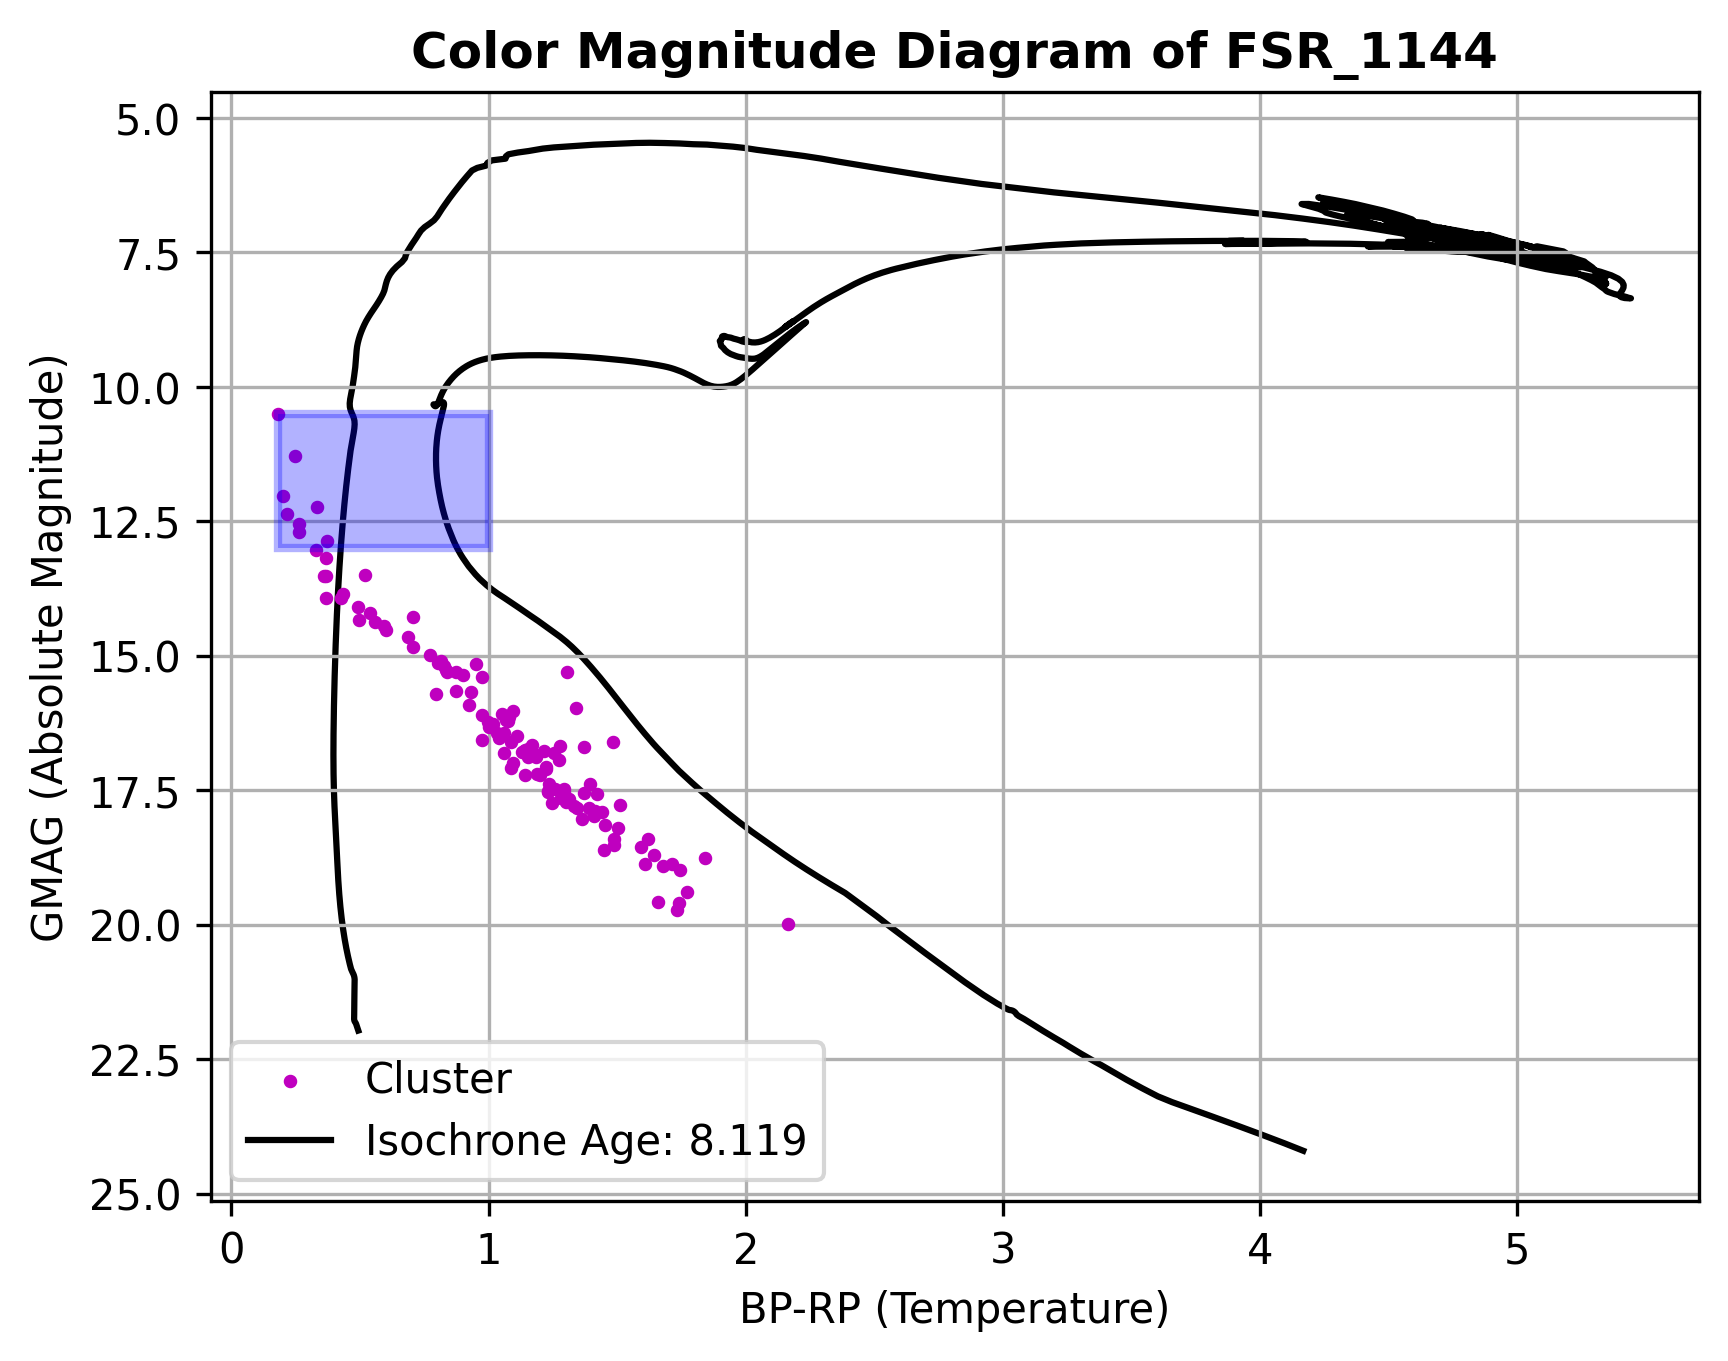 Color Magnitude Diagram of FSR_1144
GMAG (Absolute Magnitude)
5.0
7.5
10.0
12.5
15.0
17.5
20.0
22.5
25.0
Cluster
Isochrone Age: 8.119
0 1 2 3 4 5
BP-RP (Temperature)